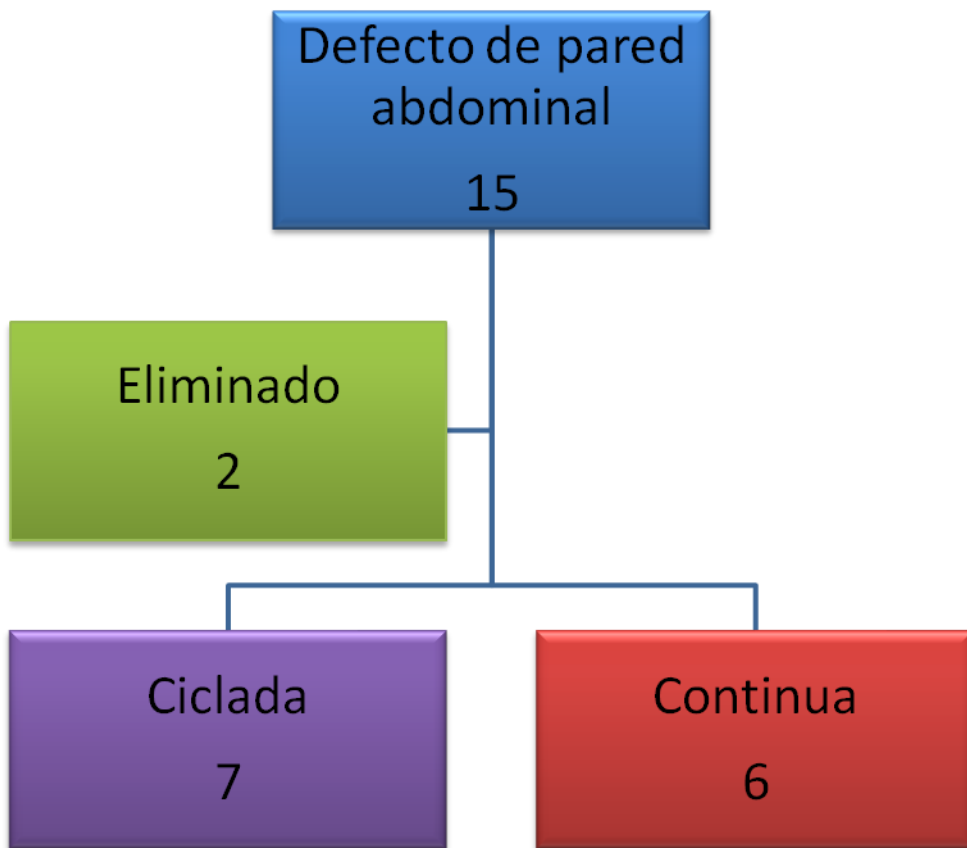 Defecto de pared
abdominal
15
Eliminado
2
Ciclada
7
Continua
6